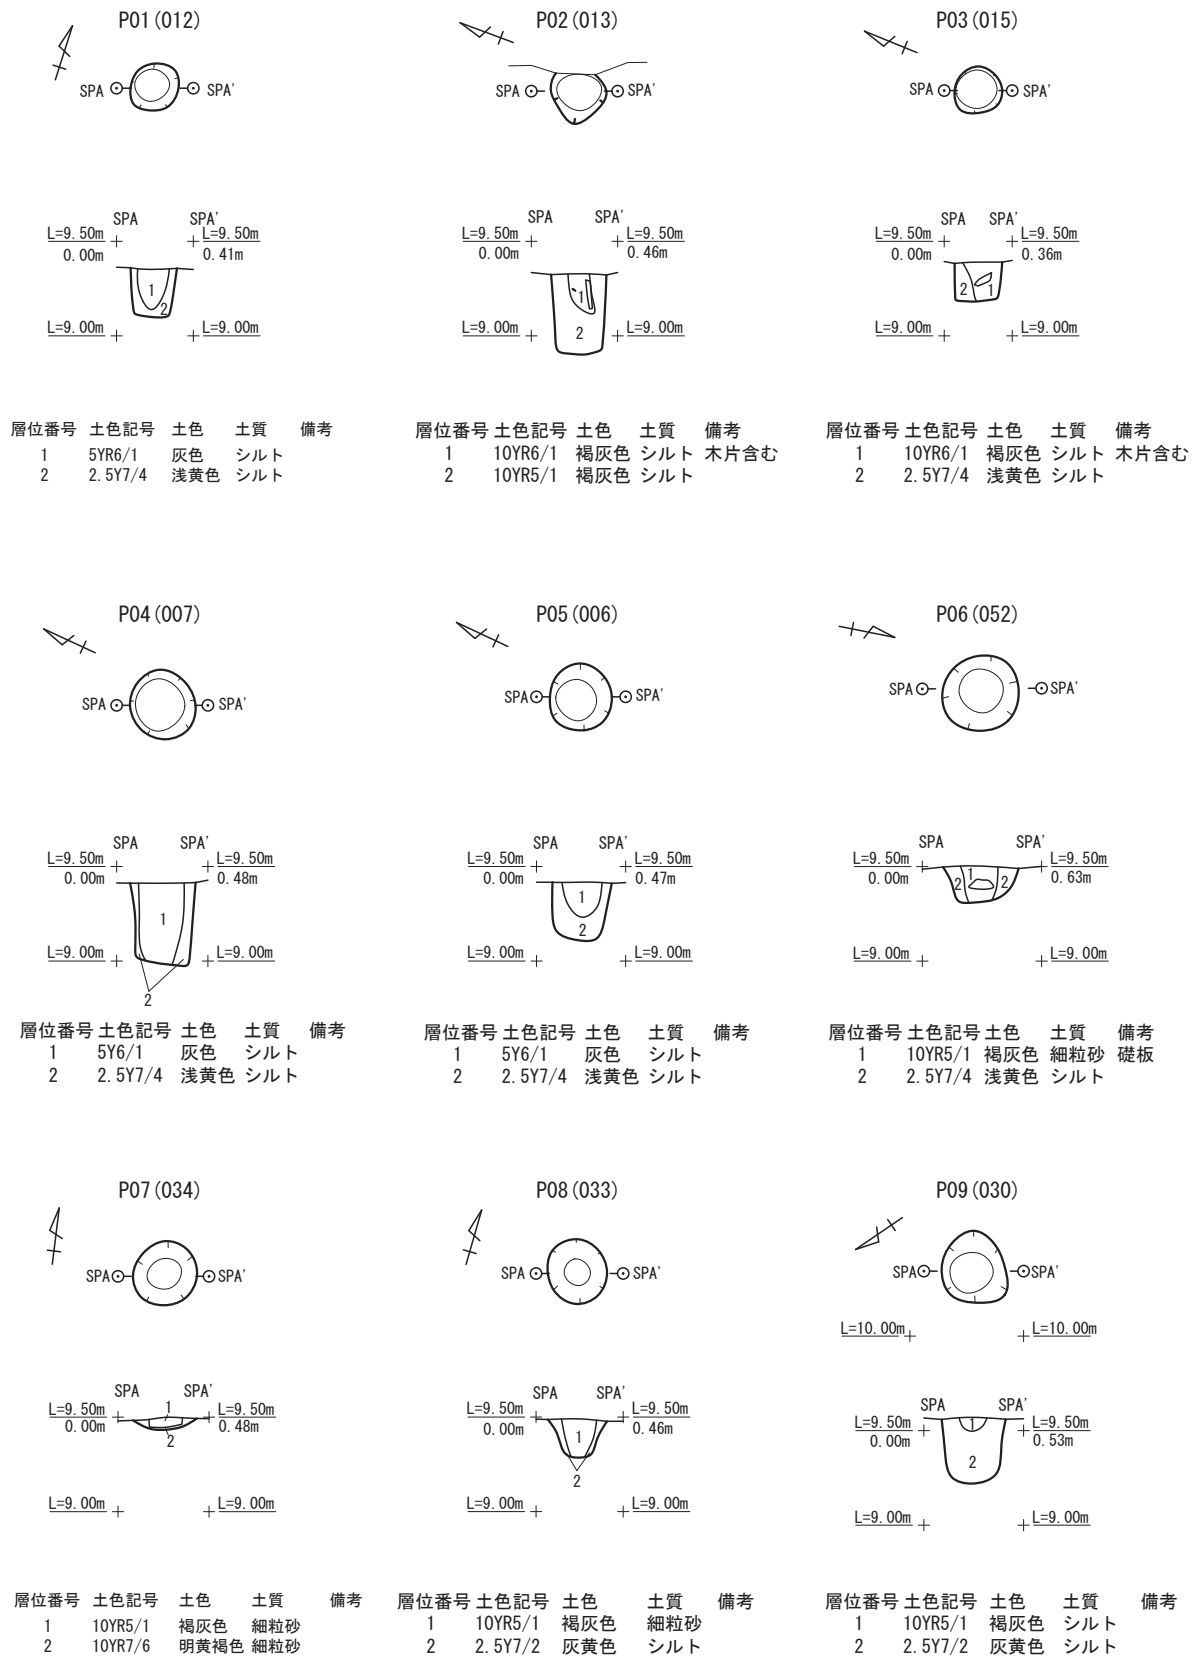 P01(012)
SPA SPA'
SPA SPA'
L=9.50m L=9.50m
0.00m 0.41m
1
2
L=9.00m L=9.00m
層位番号 土色記号 土色 土質 備考
1 5YR6/1 灰色 シルト
2 2.5Y7/4 浅黄色 シルト
P02(013)
SPA SPA'
SPA SPA'
L=9.50m L=9.50m
0.00m 0.46m
1
2
L=9.00m L=9.00m
層位番号 土色記号 土色 土質 備考
1 10YR6/1 褐灰色 シルト 木片含む
2 10YR5/1 褐灰色 シルト
P03(015)
SPA SPA'
SPA SPA'
L=9.50m L=9.50m
0.00m 0.36m
2 1
L=9.00m L=9.00m
層位番号 土色記号 土色 土質 備考
1 10YR6/1 褐灰色 シルト 木片含む
2 2.5Y7/4 浅黄色 シルト
P04(007)
SPA SPA'
SPA SPA'
L=9.50m L=9.50m
0.00m 0.48m
1
L=9.00m L=9.00m
2
層位番号 土色記号 土色 土質 備考
1 5Y6/1 灰色 シルト
2 2.5Y7/4 浅黄色 シルト
P05(006)
SPA SPA'
SPA SPA'
L=9.50m L=9.50m
0.00m 0.47m
1
2
L=9.00m L=9.00m
層位番号 土色記号 土色 土質 備考
1 5Y6/1 灰色 シルト
2 2.5Y7/4 浅黄色 シルト
P06(052)
SPA SPA'
SPA SPA'
L=9.50m L=9.50m
0.00m 0.63m
2 1 2
L=9.00m L=9.00m
層位番号 土色記号 土色 土質 備考
1 10YR5/1 褐灰色 細粒砂 礎板
2 2.5Y7/4 浅黄色 シルト
P07(034)
SPA SPA'
SPA SPA'
L=9.50m 1 L=9.50m
0.00m 0.48m
2
L=9.00m L=9.00m
層位番号 土色記号 土色 土質 備考
1 10YR5/1 褐灰色 細粒砂
2 10YR7/6 明黄褐色 細粒砂
P08(033)
SPA SPA'
SPA SPA'
L=9.50m L=9.50m
0.00m 0.46m
1
2
L=9.00m L=9.00m
層位番号 土色記号 土色 土質 備考
1 10YR5/1 褐灰色 細粒砂
2 2.5Y7/2 灰黄色 シルト
P09(030)
SPA SPA'
L=10.00m L=10.00m
SPA SPA'
L=9.50m 1 L=9.50m
0.00m 0.53m
2
L=9.00m L=9.00m
層位番号 土色記号 土色 土質 備考
1 10YR5/1 褐灰色 シルト
2 2.5Y7/2 灰黄色 シルト